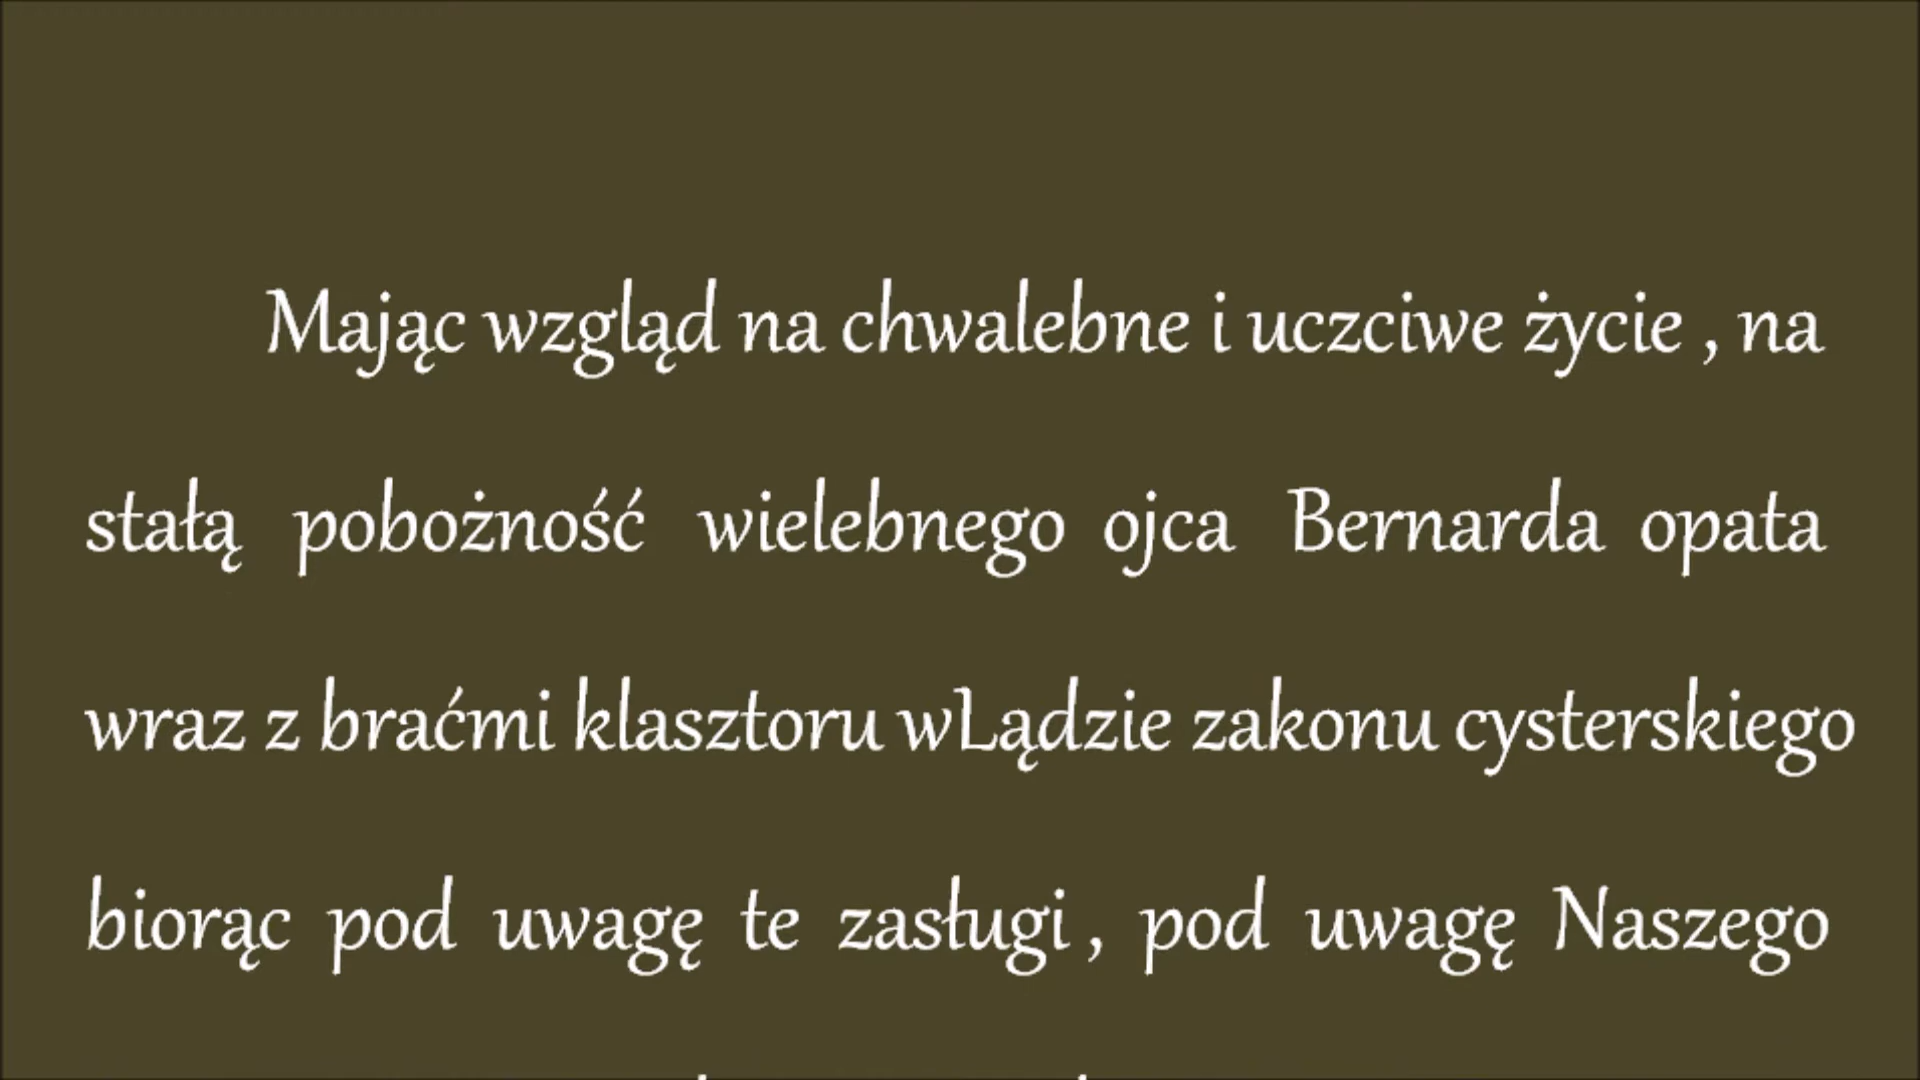 Mając wzgląd na chwalebne i uczciwe życie , na
stałą pobożność wielebnego ojca Bernarda opata
wraz z braćmi klasztoru wLądzie zakonu cysterskiego
biorąc pod uwagę te zasługi , pod uwagę Naszego